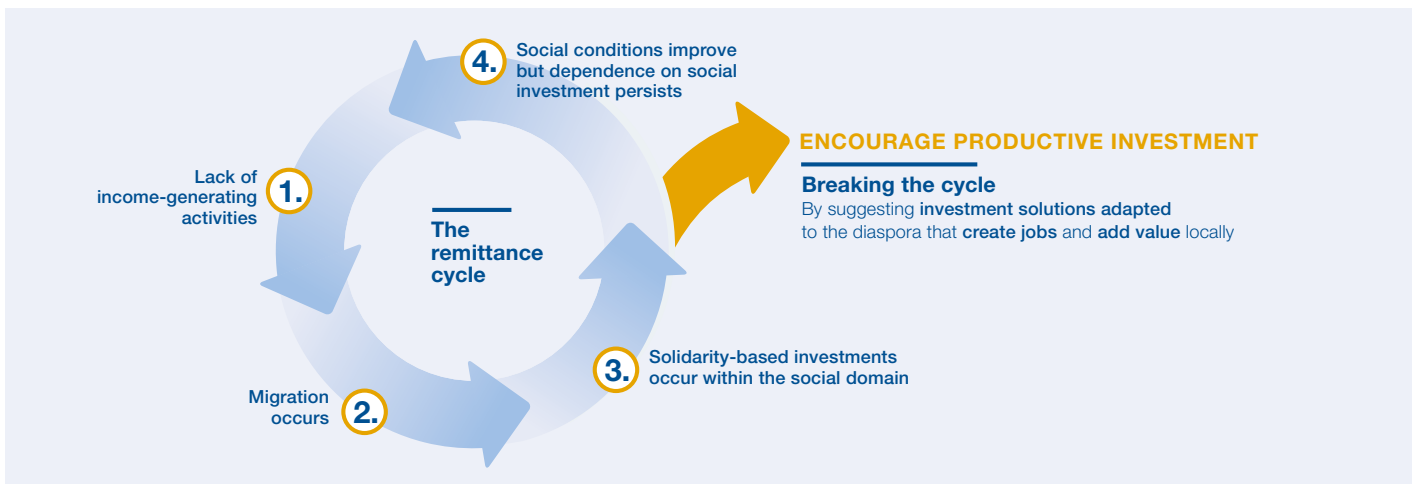 4.
Social conditions improve
but dependence on social
investment persists
ENCOURAGE PRODUCTIVE INVESTMENT
Breaking the cycle
By suggesting investment solutions adapted
to the diaspora that create jobs and add value locally
Lack of
income-generating
activities
1.
The
remittance
cycle
3.
Solidarity-based investments
occur within the social domain
Migration
occurs
2.